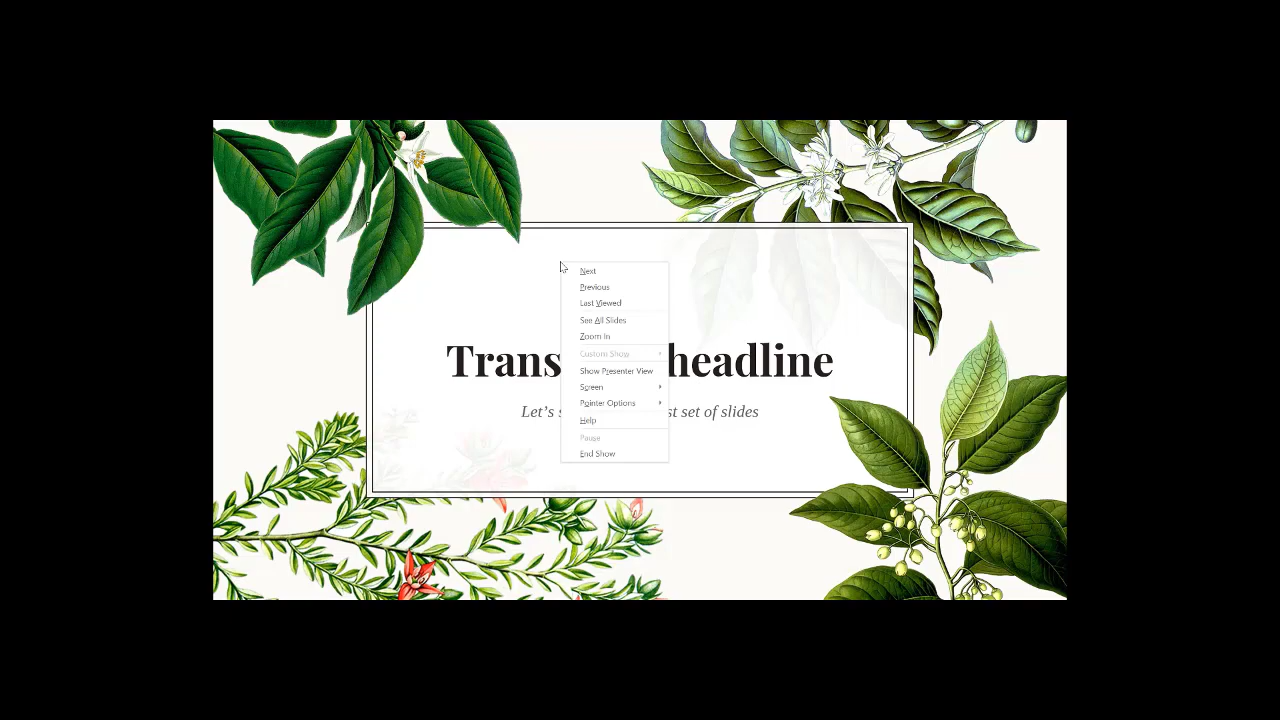 Next
Previous
Last Viewed
See All Slides
Zoom In
Custom Show
Trans headline
Show Presenter View
Screen
Pointer Options
Let's s st set of slides
Help
Pause
End Show